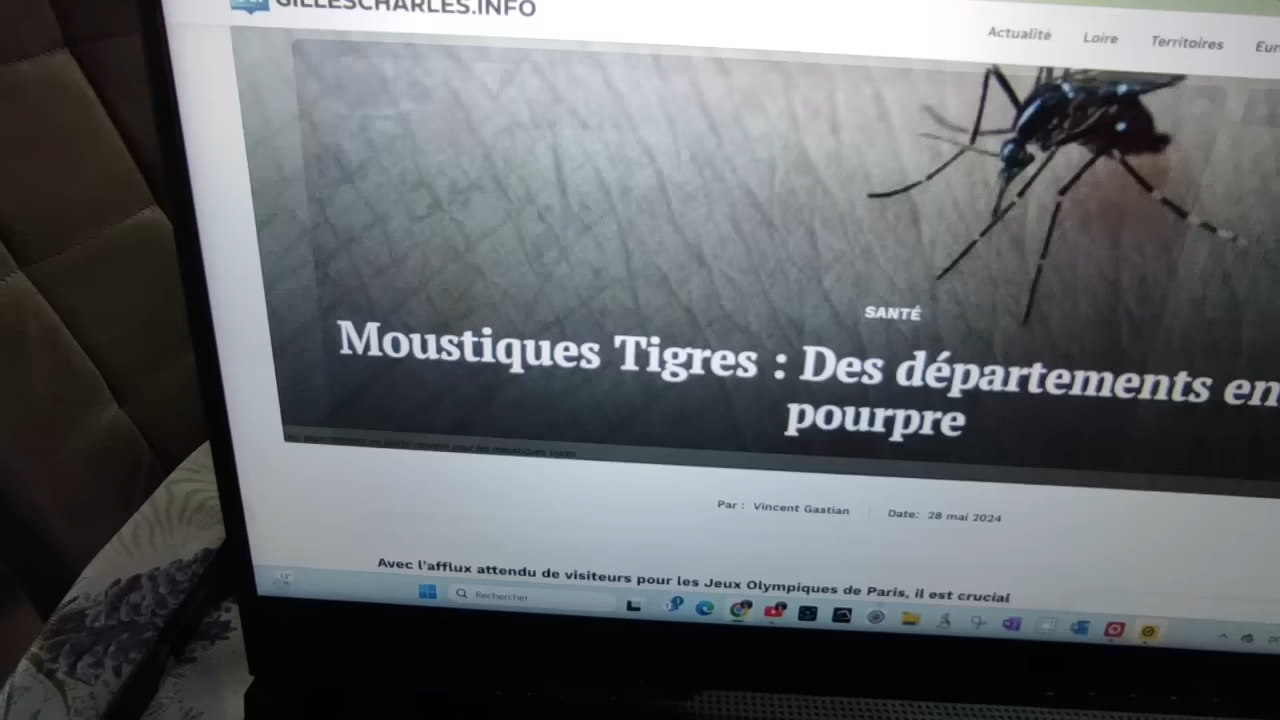 GILLESCHARLES.INFO
Actualité Loire Territoires
SANTÉ
Moustiques Tigres : Des départements en
pourpre
Par : Vincent Gastian Date: 28 mai 2024
Avec l'afflux attendu de visiteurs pour les Jeux Olympiques de Paris, il est crucial
Rechercher